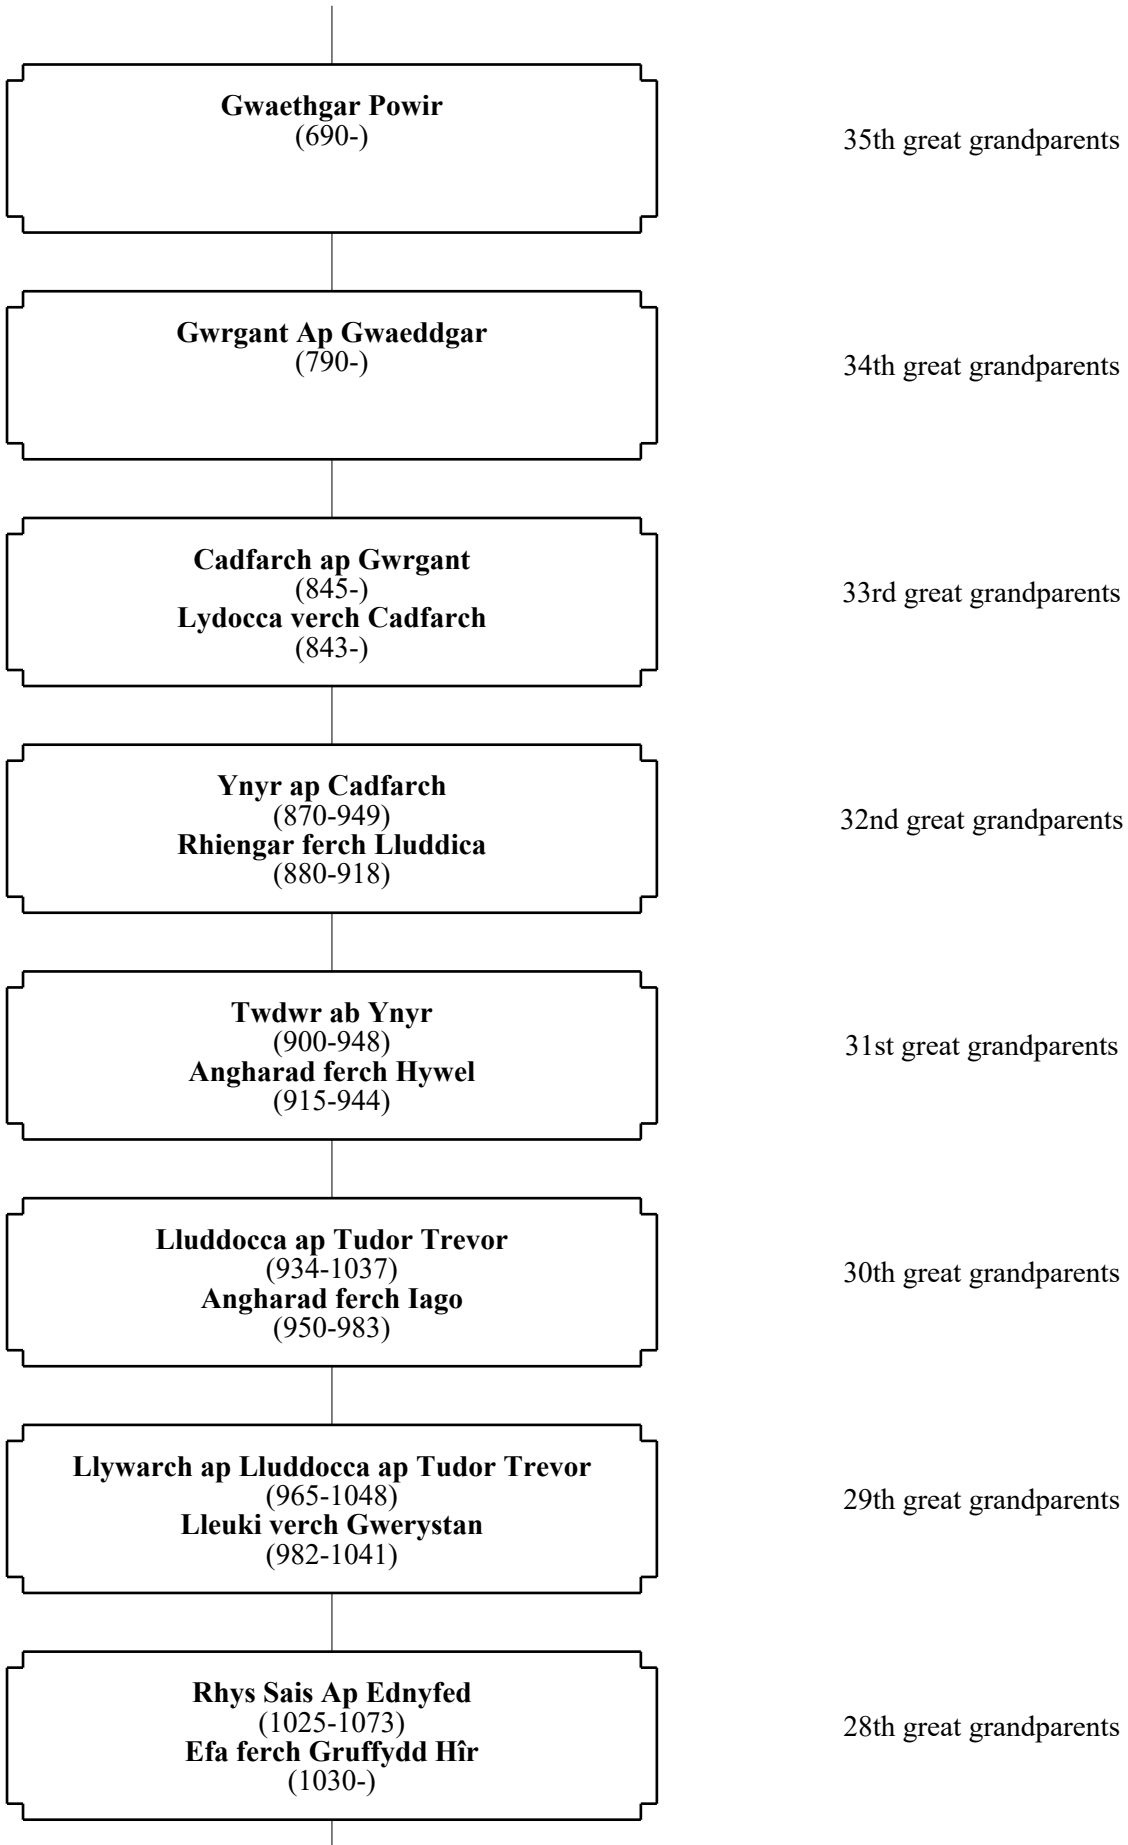 Gwaethgar Powir
(690-)
35th great grandparents
Gwrgant Ap Gwaeddgar
(790-)
34th great grandparents
Cadfarch ap Gwrgant
(845-)
Lydocca verch Cadfarch
(843-)
33rd great grandparents
Ynyr ap Cadfarch
(870-949)
Rhiengar ferch Lluddica
(880-918)
32nd great grandparents
Twdwr ab Ynyr
(900-948)
Angharad ferch Hywel
(915-944)
31st great grandparents
Lluddocca ap Tudor Trevor
(934-1037)
Angharad ferch Iago
(950-983)
30th great grandparents
Llywarch ap Lluddocca ap Tudor Trevor
(965-1048)
Lleuki verch Gwerystan
(982-1041)
29th great grandparents
Rhys Sais Ap Ednyfed
(1025-1073)
Efa ferch Gruffydd Hîr
(1030-)
28th great grandparents